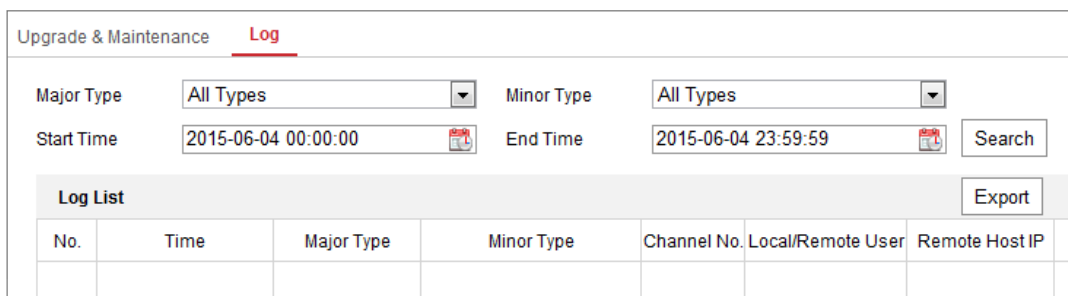 Upgrade & Maintenance Log
Major Type All Types Minor Type All Types
Start Time 2015-06-04 00:00:00 End Time 2015-06-04 23:59:59 Search
Log List Export
No. Time Major Type Minor Type Channel No. Local/Remote User Remote Host IP